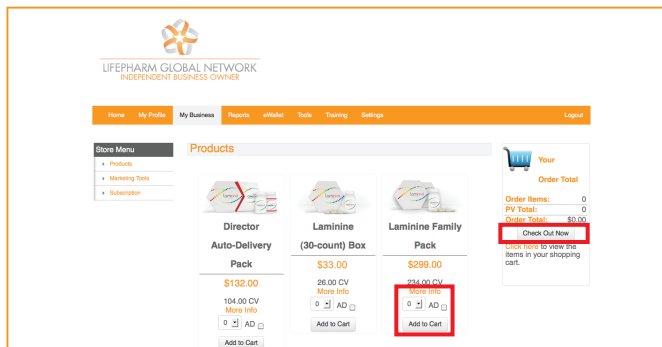 LIFEPHARM GLOBAL NETWORK
INDEPENDENT BUSINESS OWNER
Home My Profile My Business Reports eWallet Tools Training Settings Logout
Store Menu
Products
Marketing Tools
Subscription
Products
Director
Auto-Delivery
Pack
$132.00
104.00 CV
More Info
0 AD
Add to Cart
Laminine
(30-count) Box
$33.00
26.00 CV
More Info
0 AD
Add to Cart
Laminine Family
Pack
$299.00
234.00 CV
More Info
0 AD
Add to Cart
Your
Order Total
Order Items: 0
PV Total: 0
Order Total: $0.00
Check Out Now
Click here to view the
items in your shopping
cart.